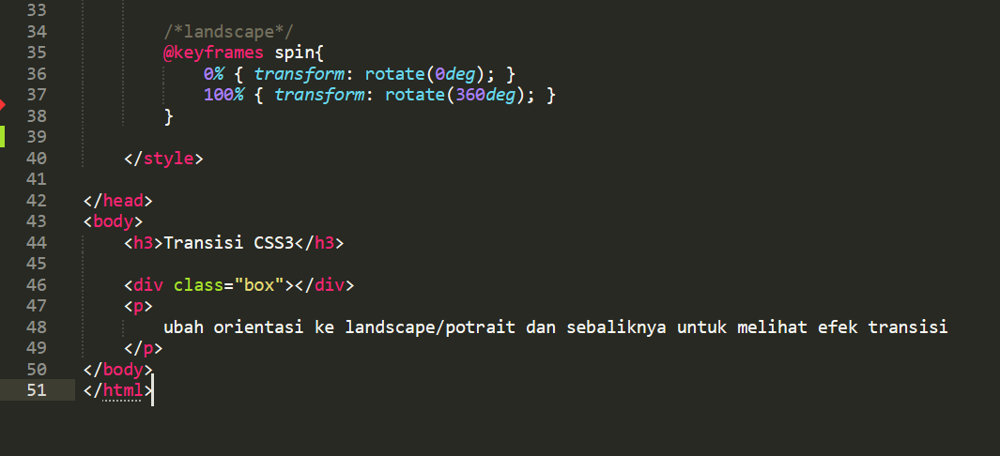 33
34 /*landscape*/
35 @keyframes spin{
36 0% { transform: rotate(0deg); }
37 100% { transform: rotate(360deg); }
38 }
39
40 </style>
41
42 </head>
43 <body>
44 <h3>Transisi CSS3</h3>
45
46 <div class="box"></div>
47 <p>
48 ubah orientasi ke landscape/potrait dan sebaliknya untuk melihat efek transisi
49 </p>
50 </body>
51 </html>